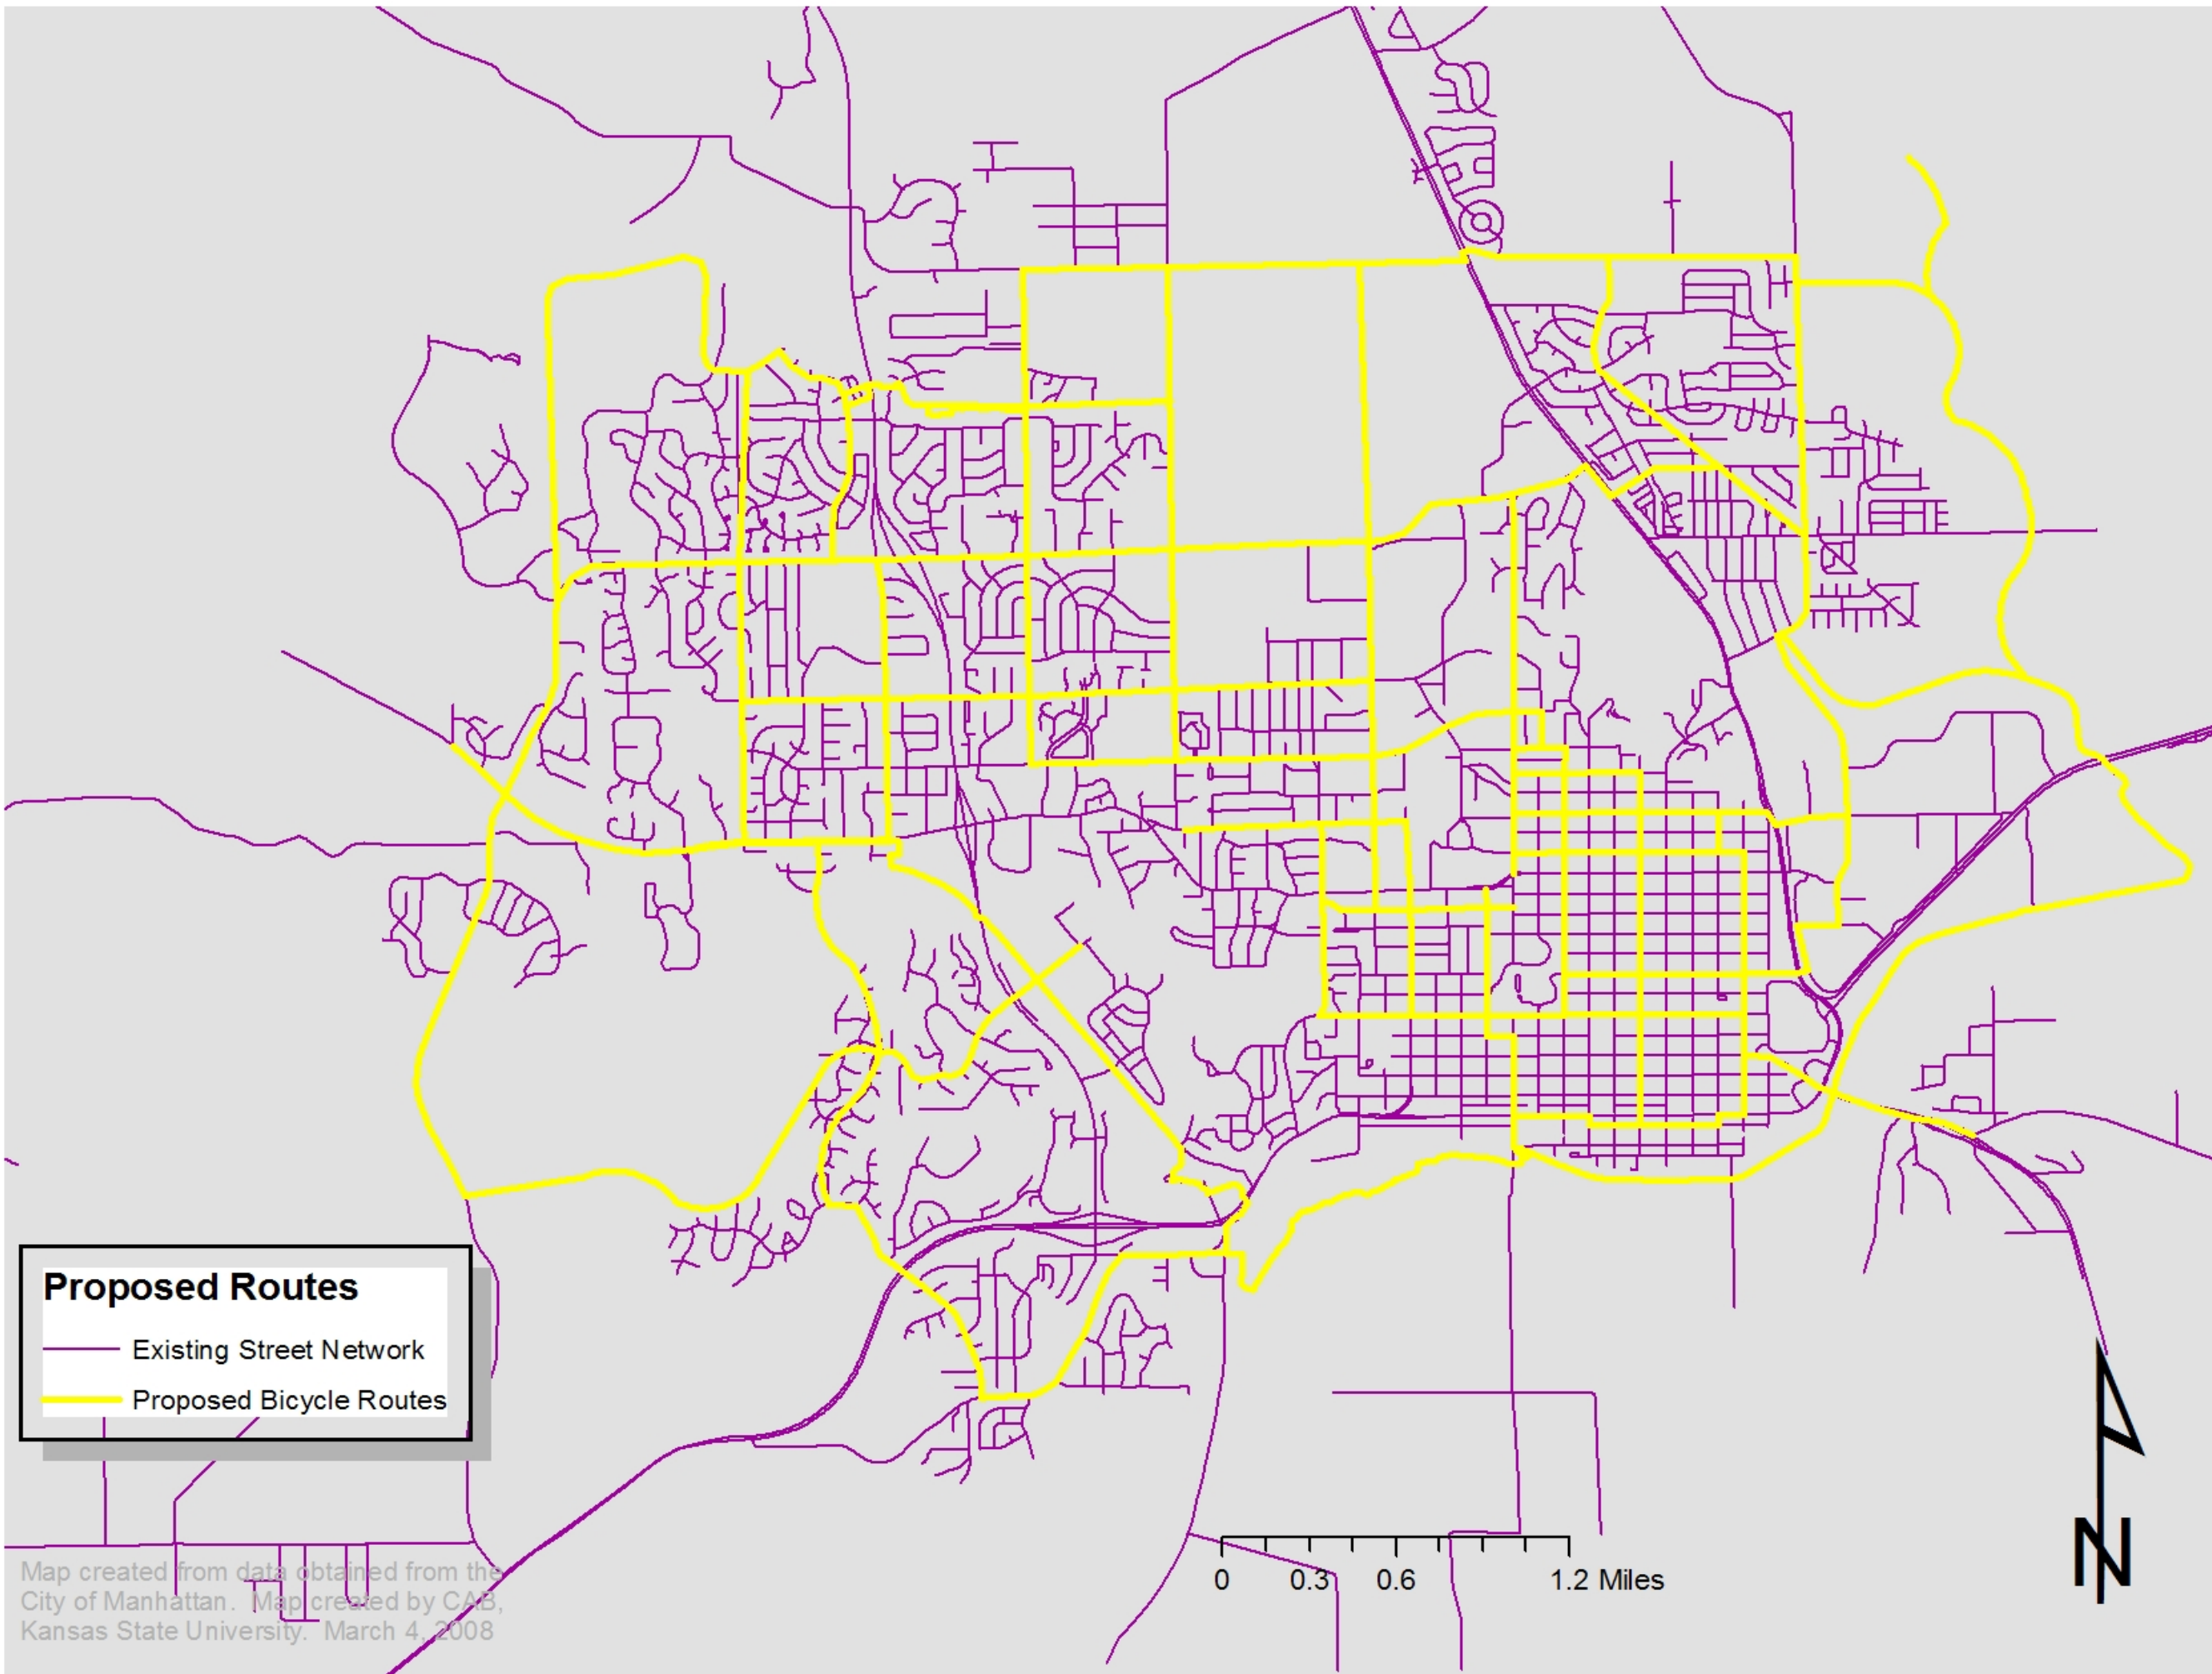 Proposed Routes
Existing Street Network
Proposed Bicycle Routes
0 0.3 0.6 1.2 Miles
N
Map created from data obtained from the
City of Manhattan. Map created by CAB,
Kansas State University. March 4, 2008